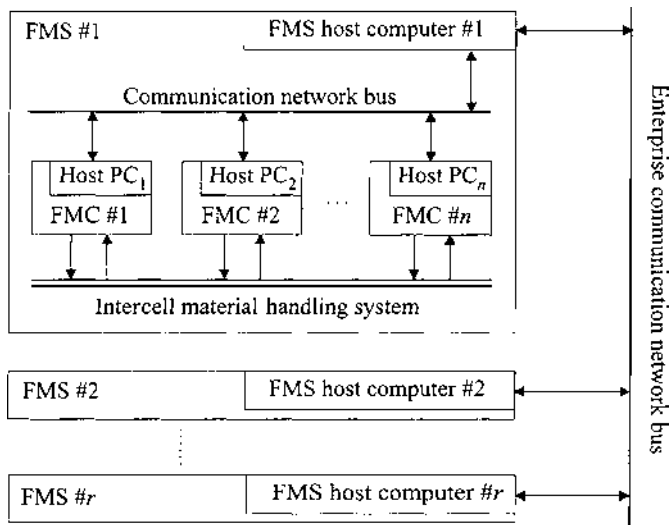 FMS #1
FMS host computer #1
Communication network bus
Host PC1
Host PC2
Host PCn
FMC #1
FMC #2
...
FMC #n
Intercell material handling system
FMS #2
FMS host computer #2
FMS #r
FMS host computer #r
Enterprise communication network bus